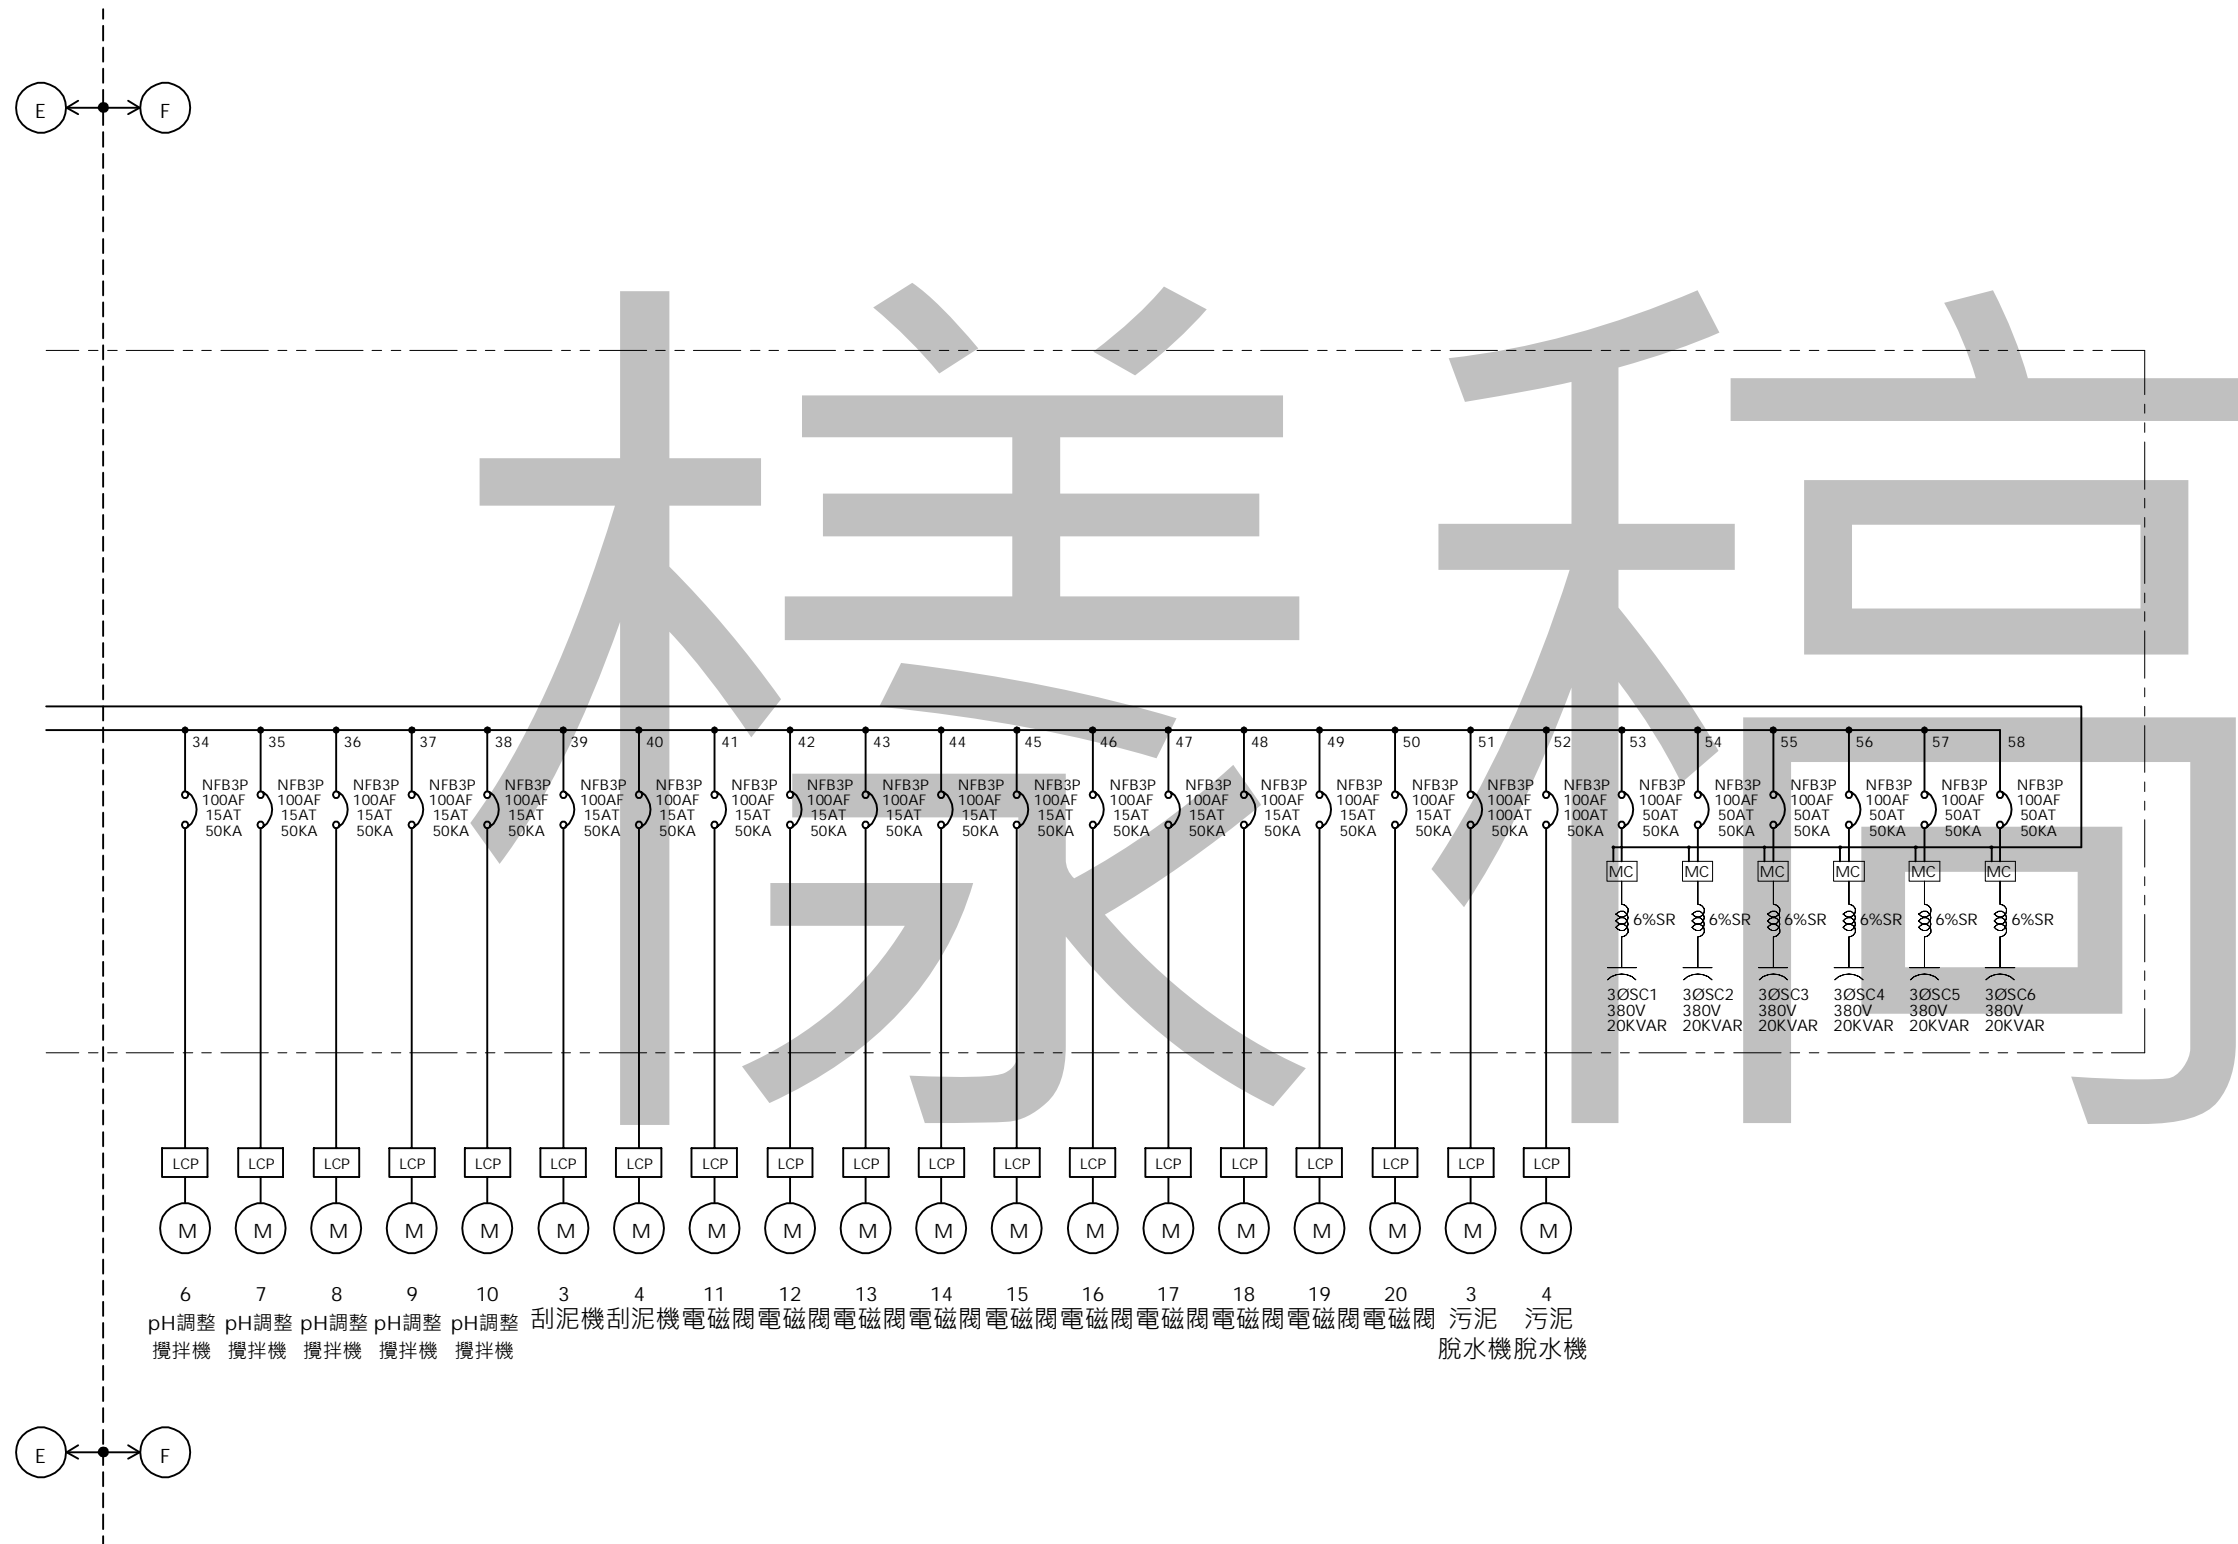 E F
樣稿
34 35 36 37 38 39 40 41 42 43 44 45 46 47 48 49 50 51 52 53 54 55 56 57 58
NFB3P NFB3P NFB3P NFB3P NFB3P NFB3P NFB3P NFB3P NFB3P NFB3P NFB3P NFB3P NFB3P NFB3P NFB3P NFB3P NFB3P NFB3P NFB3P NFB3P NFB3P NFB3P NFB3P NFB3P NFB3P
100AF 100AF 100AF 100AF 100AF 100AF 100AF 100AF 100AF 100AF 100AF 100AF 100AF 100AF 100AF 100AF 100AF 100AF 100AF 100AF 100AF 100AF 100AF 100AF 100AF
15AT 15AT 15AT 15AT 15AT 15AT 15AT 15AT 15AT 15AT 15AT 15AT 15AT 15AT 15AT 15AT 15AT 100AT 100AT 50AT 50AT 50AT 50AT 50AT 50AT
50KA 50KA 50KA 50KA 50KA 50KA 50KA 50KA 50KA 50KA 50KA 50KA 50KA 50KA 50KA 50KA 50KA 50KA 50KA 50KA 50KA 50KA 50KA 50KA 50KA
MC MC MC MC MC MC
6%SR 6%SR 6%SR 6%SR 6%SR 6%SR
3ØSC1 3ØSC2 3ØSC3 3ØSC4 3ØSC5 3ØSC6
380V 380V 380V 380V 380V 380V
20KVAR 20KVAR 20KVAR 20KVAR 20KVAR 20KVAR
LCP LCP LCP LCP LCP LCP LCP LCP LCP LCP LCP LCP LCP LCP LCP LCP LCP LCP LCP
M M M M M M M M M M M M M M M M M M M
6 7 8 9 10 3 4 11 12 13 14 15 16 17 18 19 20 3 4
pH調整 pH調整 pH調整 pH調整 pH調整 刮泥機 刮泥機 電磁閥 電磁閥 電磁閥 電磁閥 電磁閥 電磁閥 電磁閥 電磁閥 電磁閥 電磁閥 污泥 污泥
攪拌機 攪拌機 攪拌機 攪拌機 攪拌機 脫水機 脫水機
E F